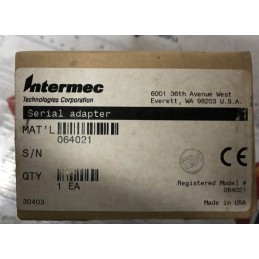 Intermec
Technologies Corporation
6001 36th Avenue West
Everett, WA 98203 U.S.A.
Serial adapter
MAT'L
064021
S/N
QTY
1 EA
CE
Registered Model #
064021
30403
Made in USA